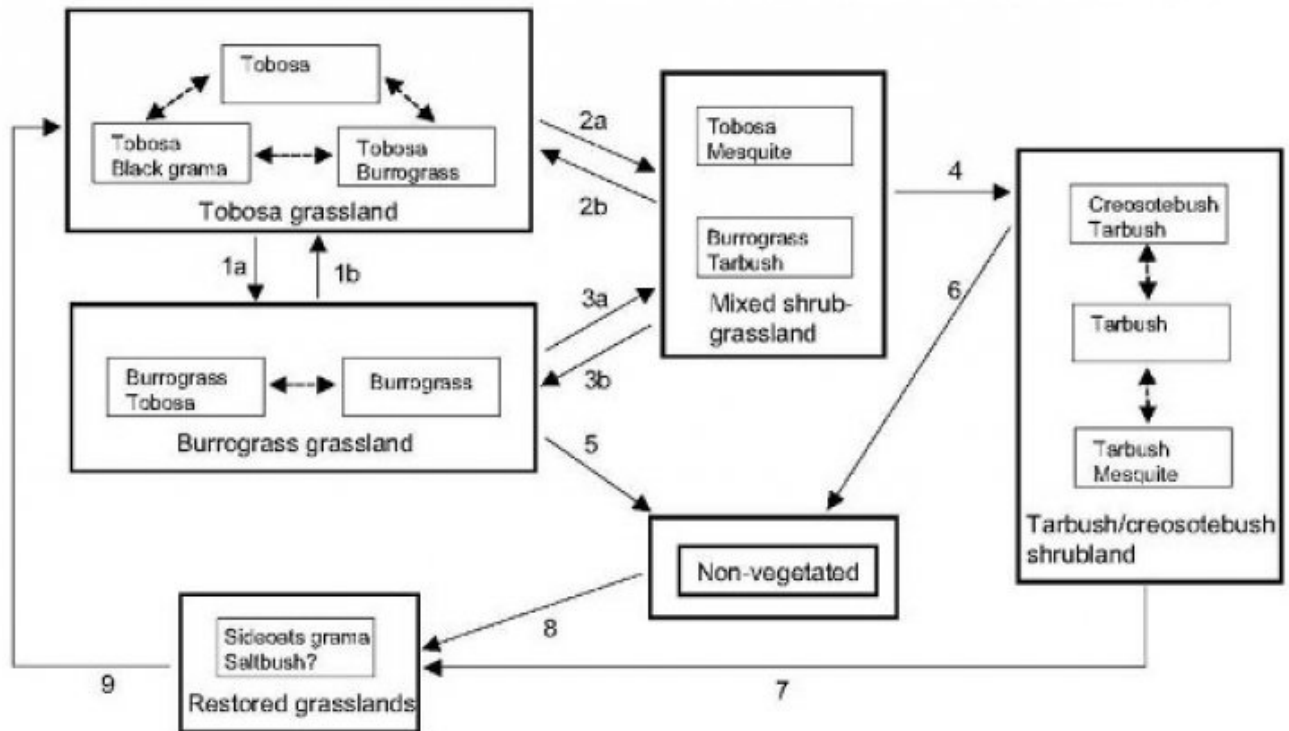 Tobosa
Tobosa
Black grama
Tobosa
Burrograss
Tobosa grassland
2a
2b
1a
1b
Tobosa
Mesquite
Burrograss
Tarbush
Mixed shrub-
grassland
4
Creosotebush
Tarbush
Tarbush
Tarbush
Mesquite
Tarbush/creosotebush
shrubland
6
3a
3b
Burrograss
Tobosa
Burrograss
Burrograss grassland
5
Non-vegetated
8
Sideoats grama
Saltbush?
Restored grasslands
9
7